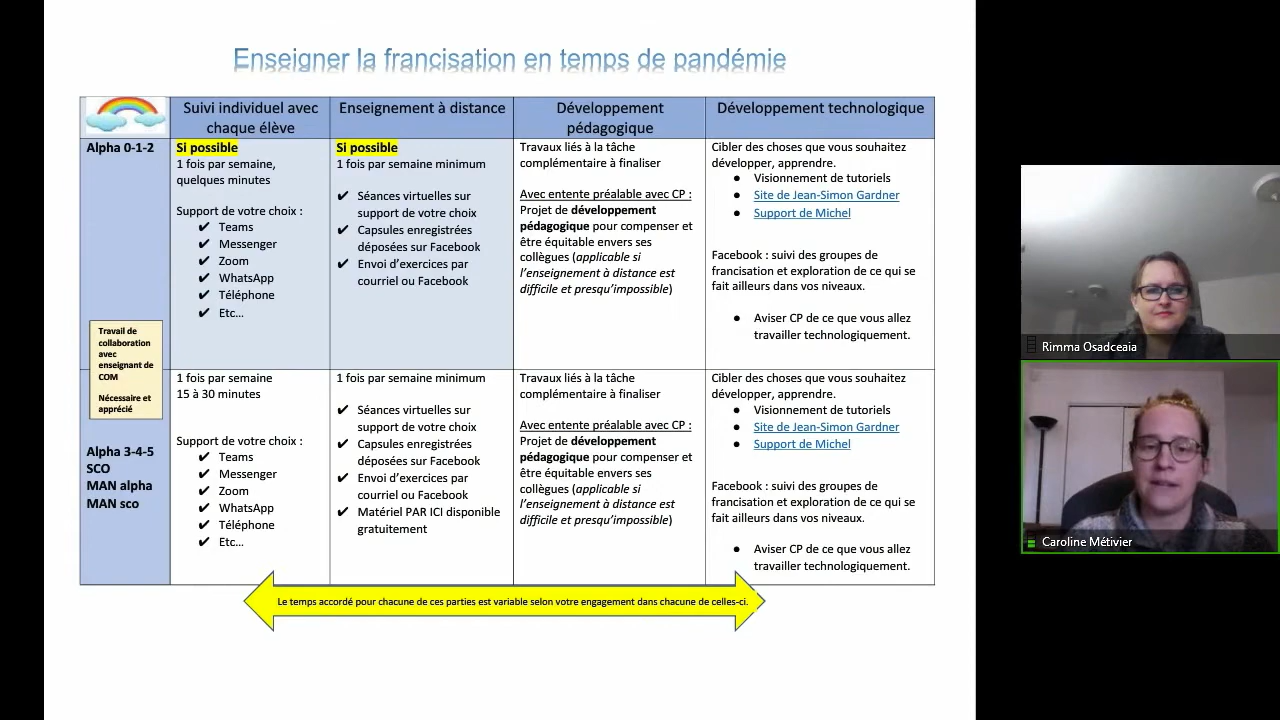 Enseigner la francisation en temps de pandémie
Suivi individuel avec
chaque élève
Enseignement à distance
Développement
pédagogique
Développement technologique
Alpha 0-1-2
Si possible
1 fois par semaine,
quelques minutes
Support de votre choix :
✔ Teams
✔ Messenger
✔ Zoom
✔ WhatsApp
✔ Téléphone
✔ Etc…
Si possible
1 fois par semaine minimum
✔ Séances virtuelles sur
support de votre choix
✔ Capsules enregistrées
déposées sur Facebook
✔ Envoi d’exercices par
courriel ou Facebook
Travaux liés à la tâche
complémentaire à finaliser
Avec entente préalable avec CP :
Projet de développement
pédagogique pour compenser et
être équitable envers ses
collègues (applicable si
l’enseignement à distance est
difficile et presqu’impossible)
Cibler des choses que vous souhaitez
développer, apprendre.
● Visionnement de tutoriels
● Site de Jean-Simon Gardner
● Support de Michel
Facebook : suivi des groupes de
francisation et exploration de ce qui se
fait ailleurs dans vos niveaux.
● Aviser CP de ce que vous allez
travailler technologiquement.
Travail de
collaboration
avec
enseignant de
COM
Nécessaire et
apprécié
Alpha 3-4-5
SCO
MAN alpha
MAN sco
1 fois par semaine
15 à 30 minutes
Support de votre choix :
✔ Teams
✔ Messenger
✔ Zoom
✔ WhatsApp
✔ Téléphone
✔ Etc…
1 fois par semaine minimum
✔ Séances virtuelles sur
support de votre choix
✔ Capsules enregistrées
déposées sur Facebook
✔ Envoi d’exercices par
courriel ou Facebook
✔ Matériel PAR ICI disponible
gratuitement
Travaux liés à la tâche
complémentaire à finaliser
Avec entente préalable avec CP :
Projet de développement
pédagogique pour compenser et
être équitable envers ses
collègues (applicable si
l’enseignement à distance est
difficile et presqu’impossible)
Cibler des choses que vous souhaitez
développer, apprendre.
● Visionnement de tutoriels
● Site de Jean-Simon Gardner
● Support de Michel
Facebook : suivi des groupes de
francisation et exploration de ce qui se
fait ailleurs dans vos niveaux.
● Aviser CP de ce que vous allez
travailler technologiquement.
Le temps accordé pour chacune de ces parties est variable selon votre engagement dans chacune de celles-ci.
Rimma Osadceaia
Caroline Métivier